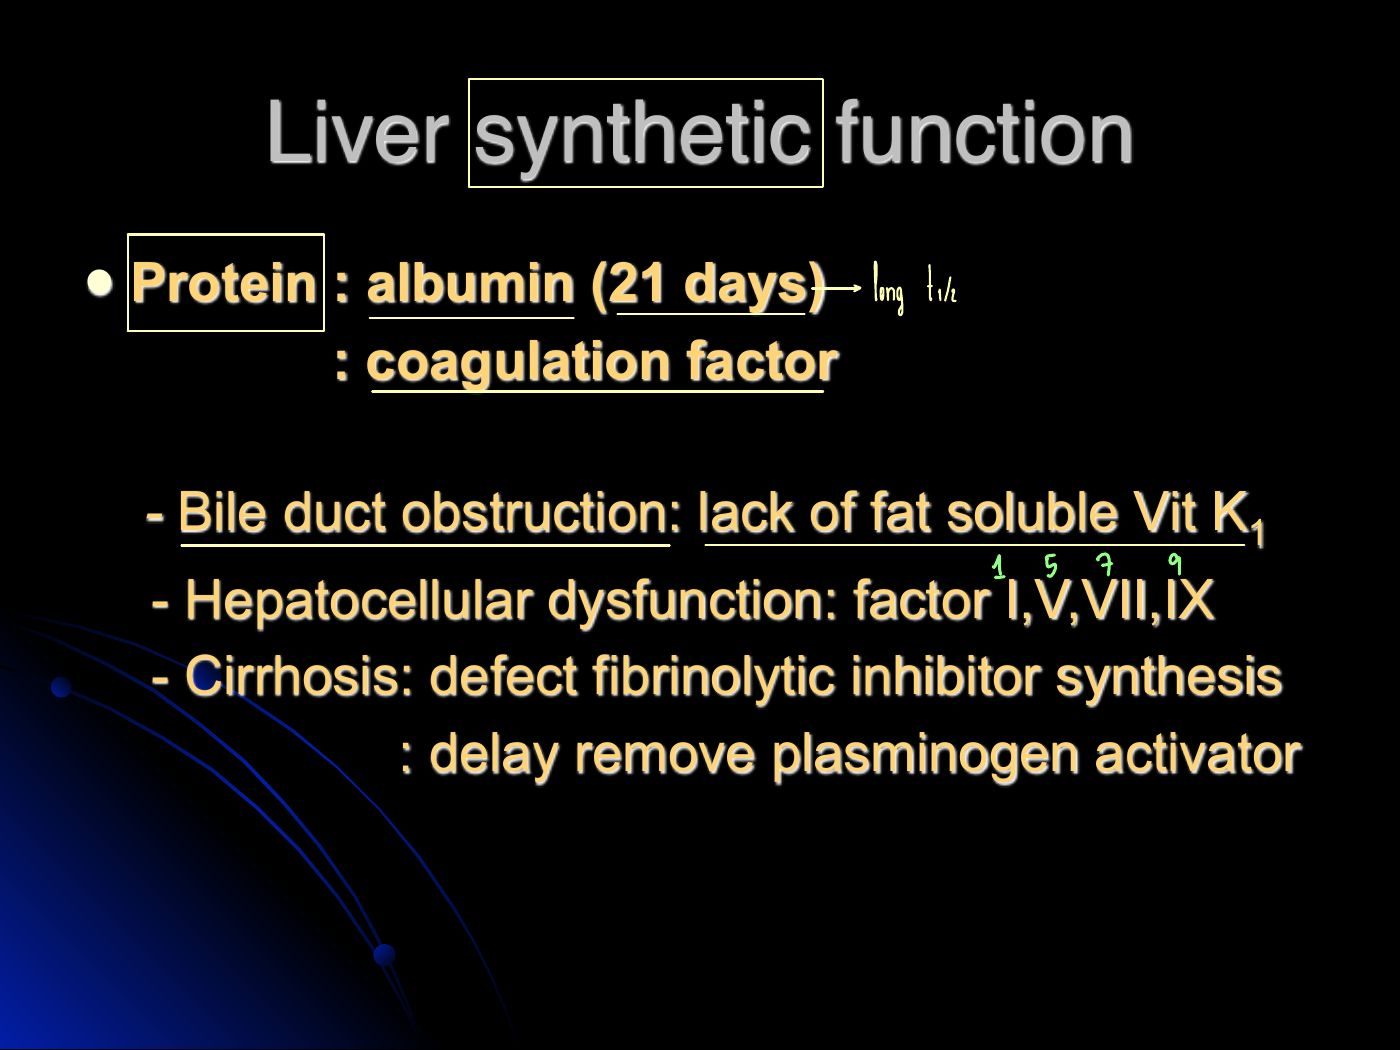 Liver synthetic function
Protein : albumin (21 days) → long t 1/2
: coagulation factor
- Bile duct obstruction: lack of fat soluble Vit K₁
1 5 7 9
- Hepatocellular dysfunction: factor I,V,VII,IX
- Cirrhosis: defect fibrinolytic inhibitor synthesis
: delay remove plasminogen activator